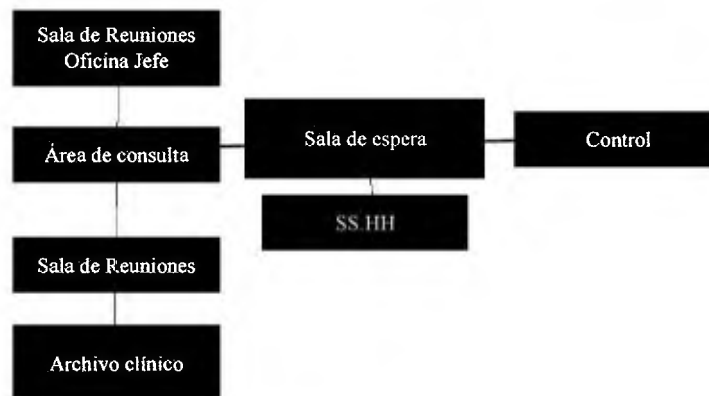 Sala de Reuniones
Oficina Jefe
Área de consulta
Sala de espera
Control
SS.HH
Sala de Reuniones
Archivo clínico